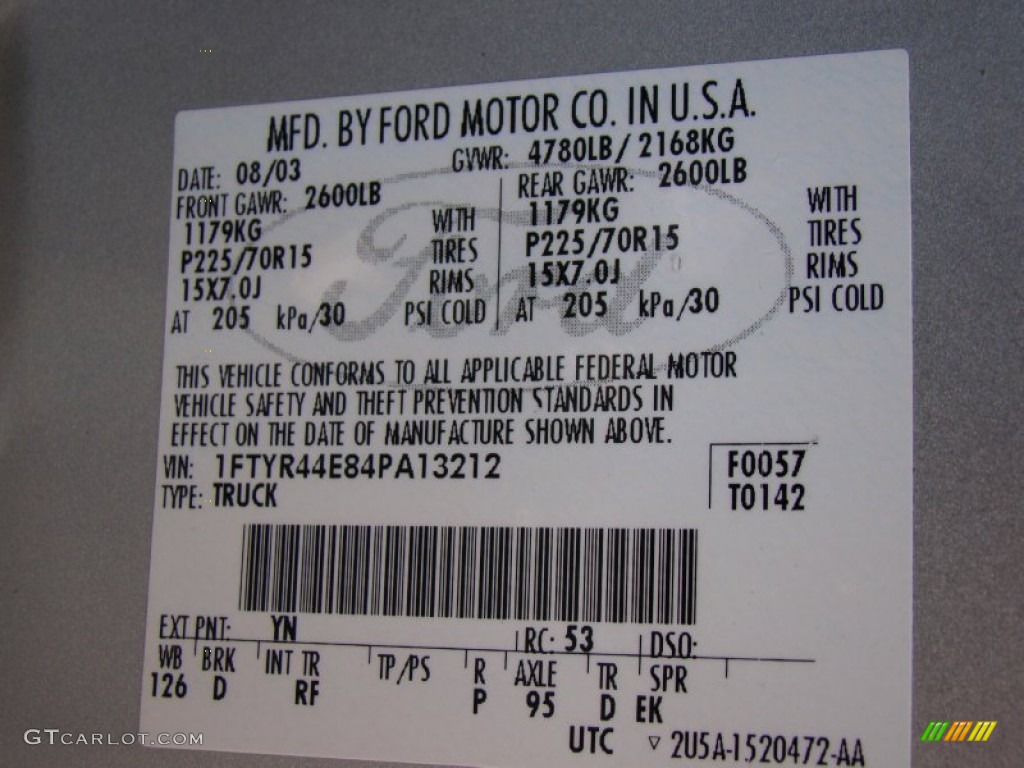 MFD. BY FORD MOTOR CO. IN U.S.A.
DATE: 08/03 GVWR: 4780LB/ 2168KG
FRONT GAWR: 2600LB REAR GAWR: 2600LB
1179KG WITH 1179KG WITH
P225/70R15 TIRES P225/70R15 TIRES
15X7.0J RIMS 15X7.0J RIMS
AT 205 kPa/30 PSI COLD AT 205 kPa/30 PSI COLD
Ford
THIS VEHICLE CONFORMS TO ALL APPLICABLE FEDERAL MOTOR
VEHICLE SAFETY AND THEFT PREVENTION STANDARDS IN
EFFECT ON THE DATE OF MANUFACTURE SHOWN ABOVE.
VIN: 1FTYR44E84PA13212 F0057
TYPE: TRUCK T0142
EXT PNT: YN RC: 53 DSO:
WB BRK INT TR TP/PS R AXLE TR SPR
126 D RF P 95 D EK
UTC 2U5A-1520472-AA
GTCARLOT.COM